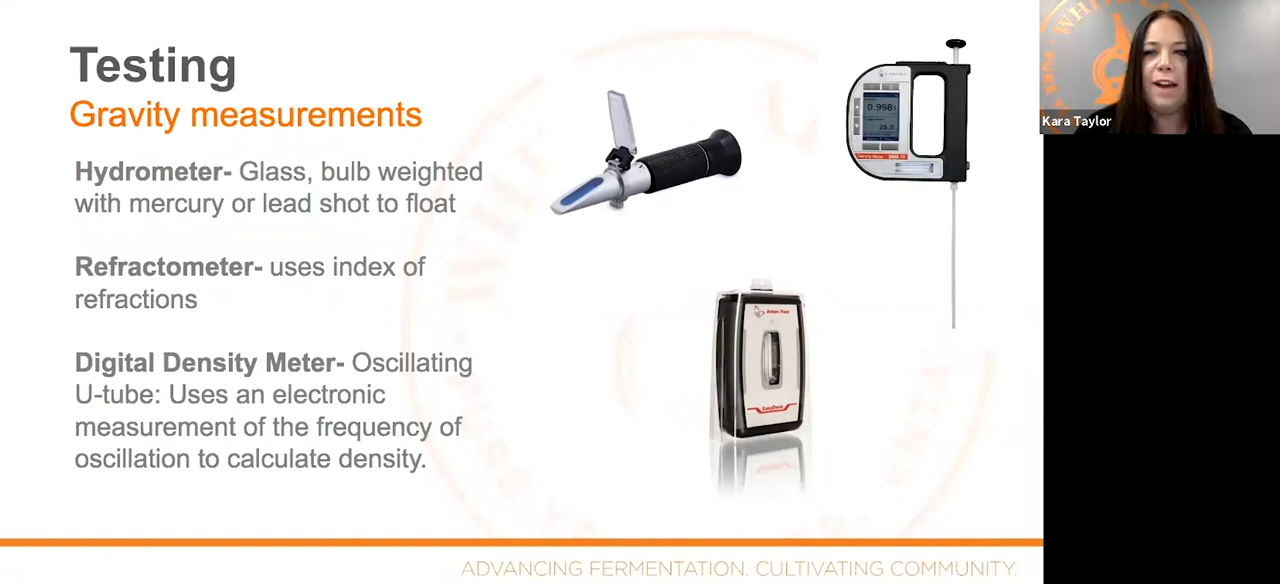 Testing
Gravity measurements
Hydrometer- Glass, bulb weighted
with mercury or lead shot to float
Refractometer- uses index of
refractions
Digital Density Meter- Oscillating
U-tube: Uses an electronic
measurement of the frequency of
oscillation to calculate density.
Anton Paar
EasyDens
0.998
25.0
Kara Taylor
ADVANCING FERMENTATION. CULTIVATING COMMUNITY.